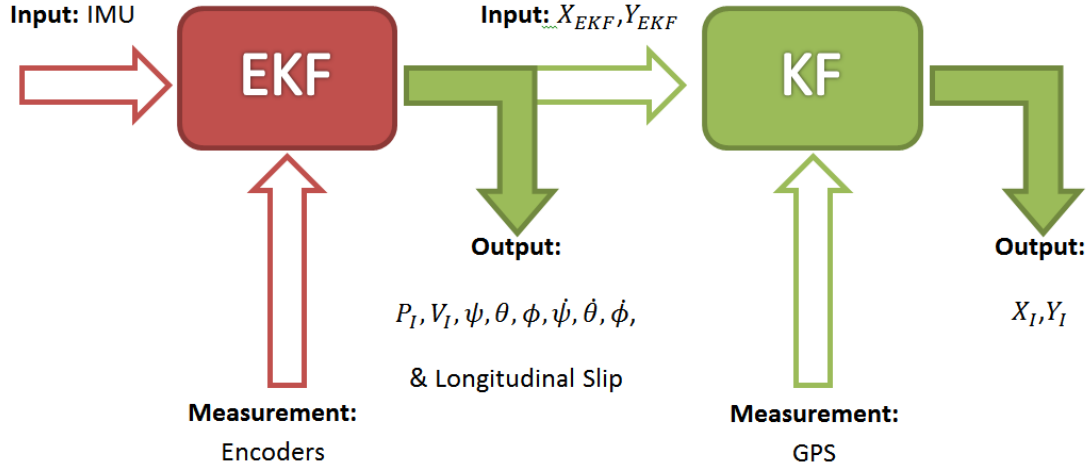 Input: IMU
Input: X_EKF,Y_EKF
EKF
KF
Output:
P_I, V_I, ψ, θ, ϕ, ψ̇, θ̇, ϕ̇,
& Longitudinal Slip
Output:
X_I,Y_I
Measurement:
Encoders
Measurement:
GPS